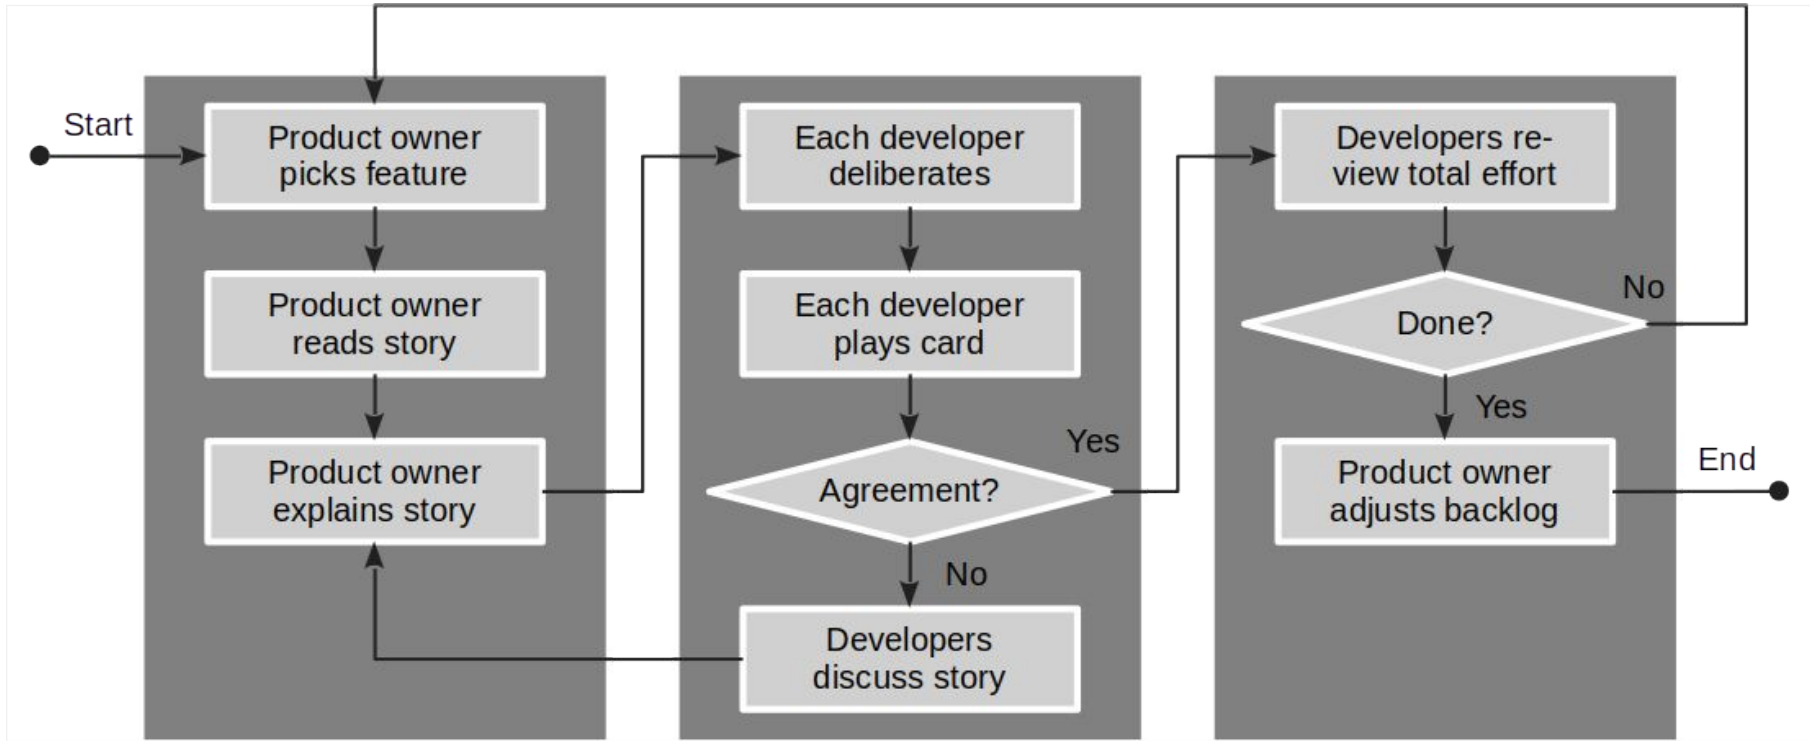 Start
Product owner
picks feature
Product owner
reads story
Product owner
explains story
Each developer
deliberates
Each developer
plays card
Agreement?
Yes
No
Developers
discuss story
Developers re-
view total effort
Done?
No
Yes
Product owner
adjusts backlog
End